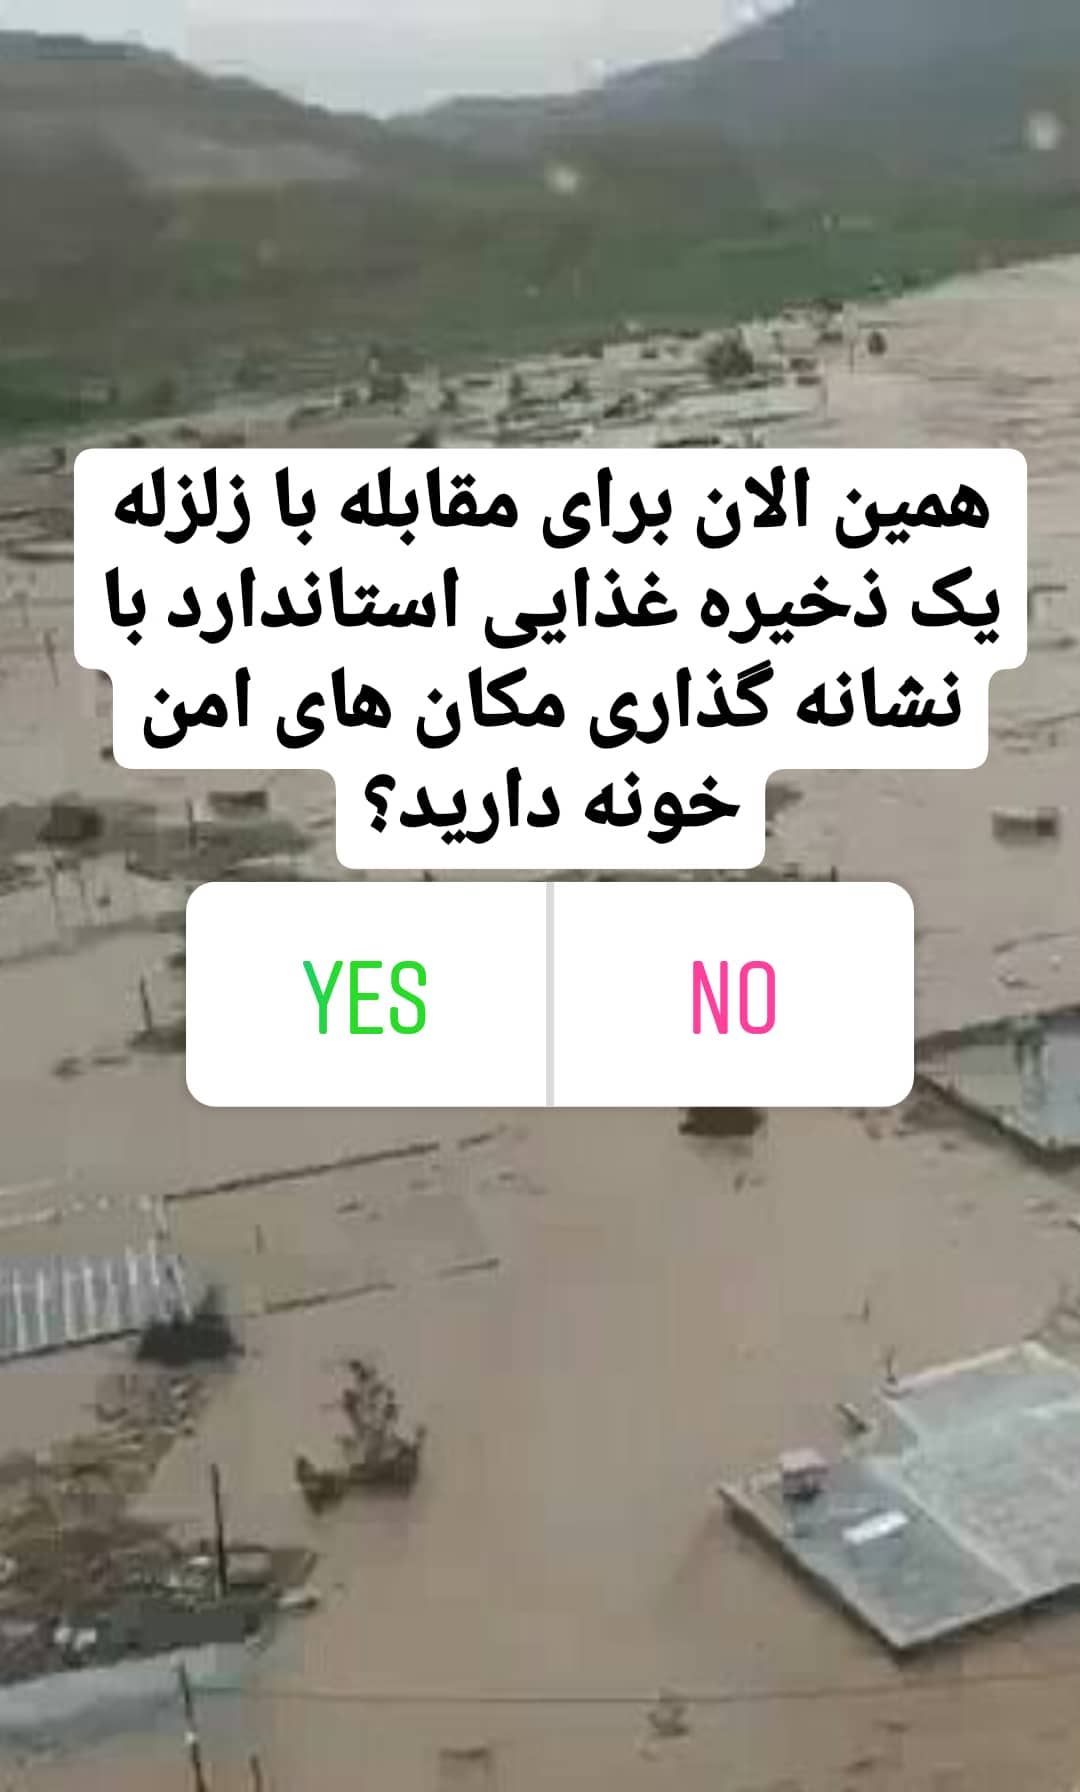 همین الان برای مقابله با زلزله
یک ذخیره غذایی استاندارد با
نشانه گذاری مکان های امن
خونه دارید؟
YES
NO